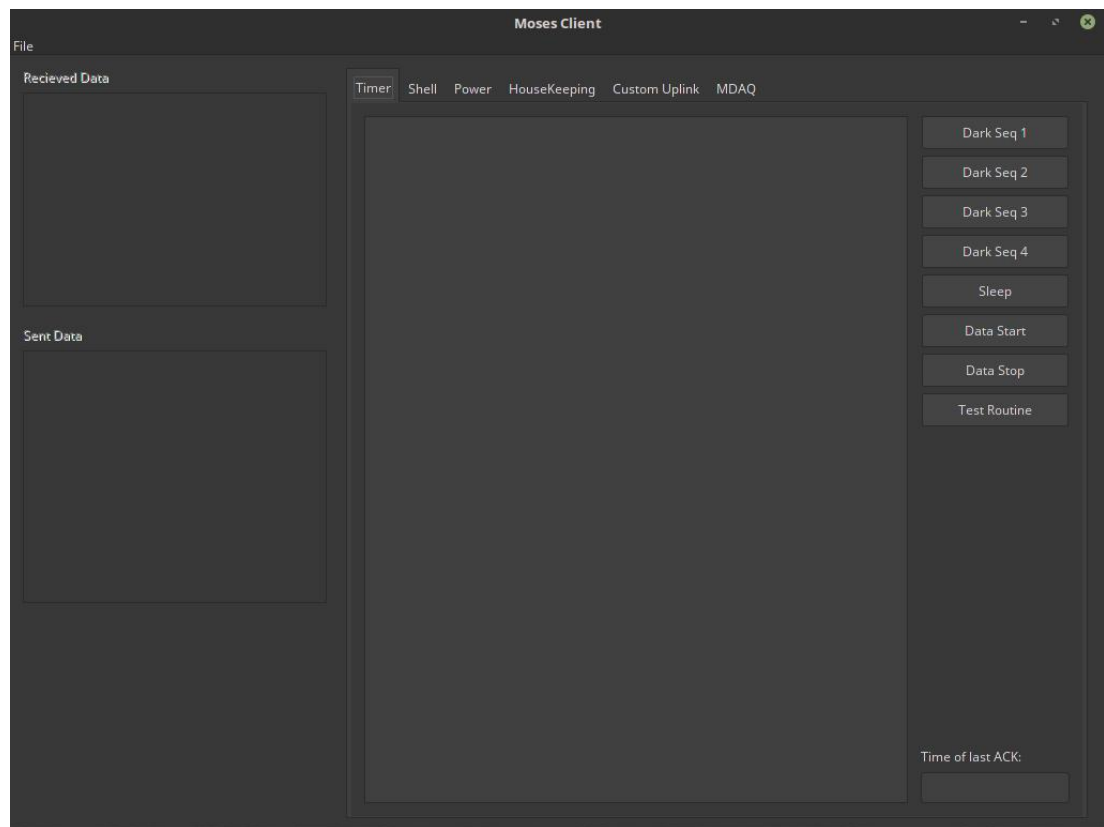 Moses Client
File
Recieved Data
Sent Data
Timer Shell Power HouseKeeping Custom Uplink MDAQ
Dark Seq 1
Dark Seq 2
Dark Seq 3
Dark Seq 4
Sleep
Data Start
Data Stop
Test Routine
Time of last ACK: